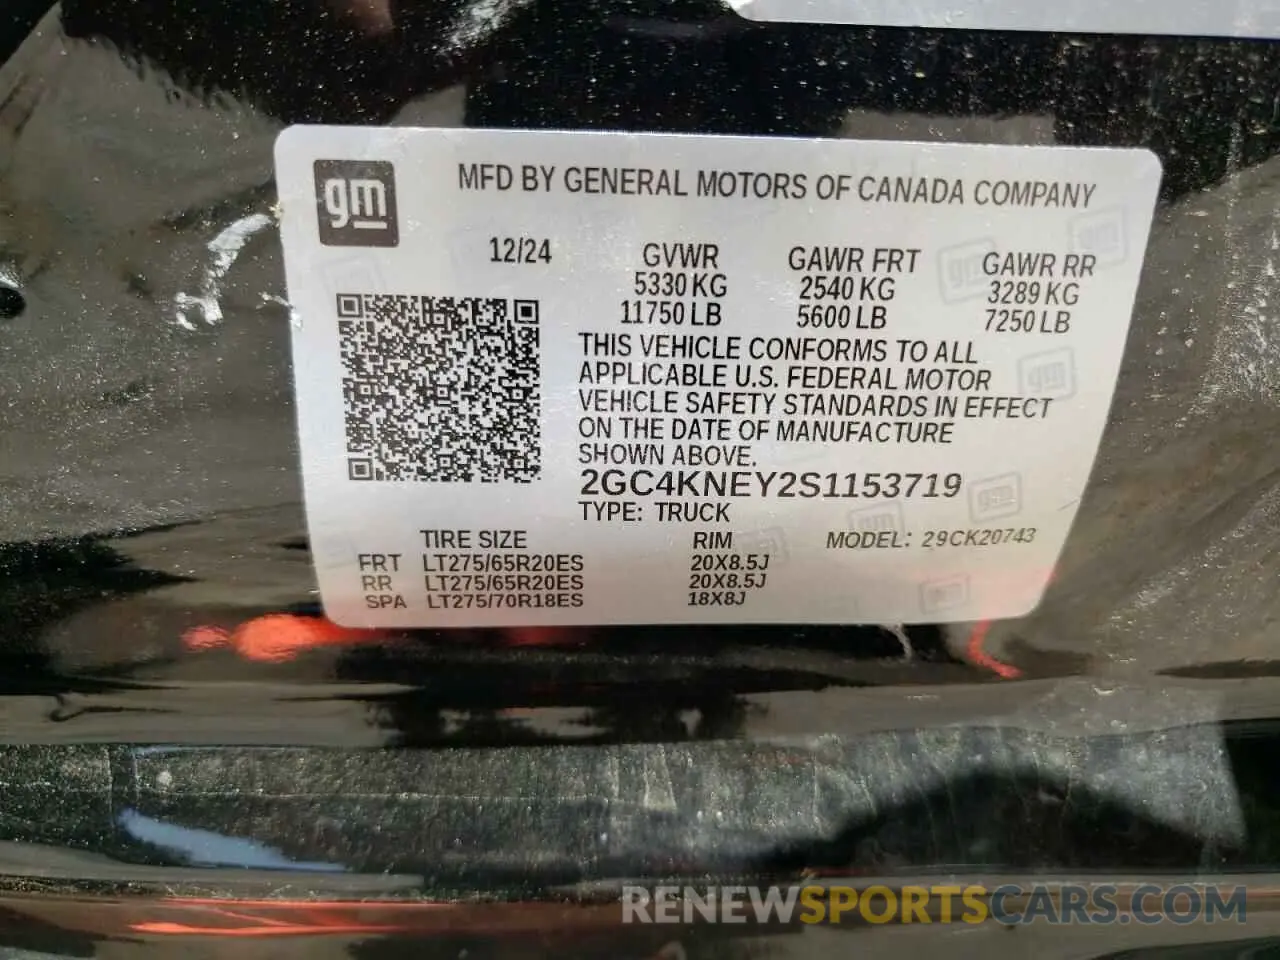 gm
MFD BY GENERAL MOTORS OF CANADA COMPANY
12/24 GVWR GAWR FRT GAWR RR
5330 KG 2540 KG 3289 KG
11750 LB 5600 LB 7250 LB
THIS VEHICLE CONFORMS TO ALL
APPLICABLE U.S. FEDERAL MOTOR
VEHICLE SAFETY STANDARDS IN EFFECT
ON THE DATE OF MANUFACTURE
SHOWN ABOVE.
2GC4KNEY2S1153719
TYPE: TRUCK
TIRE SIZE RIM MODEL: 29CK20743
FRT LT275/65R20ES 20X8.5J
RR LT275/65R20ES 20X8.5J
SPA LT275/70R18ES 18X8J
RENEWSPORTSCARS.COM